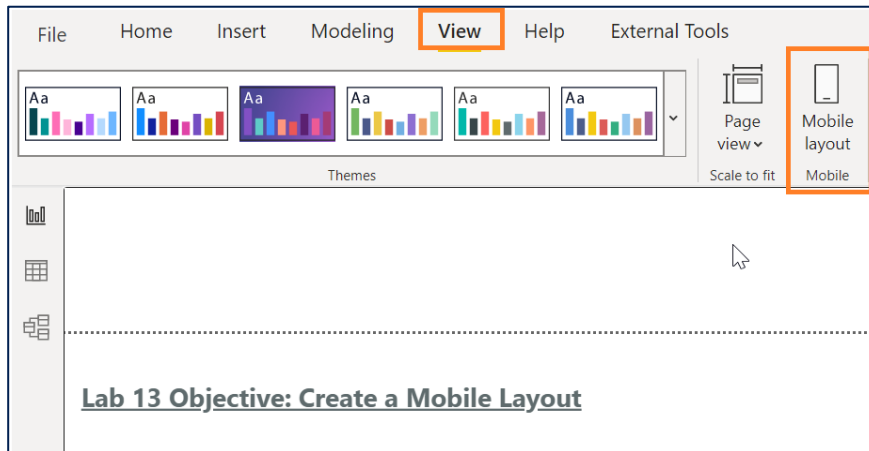 File Home Insert Modeling View Help External Tools
Aa Aa Aa Aa Aa Aa
Page view
Mobile layout
Themes Scale to fit Mobile
Lab 13 Objective: Create a Mobile Layout